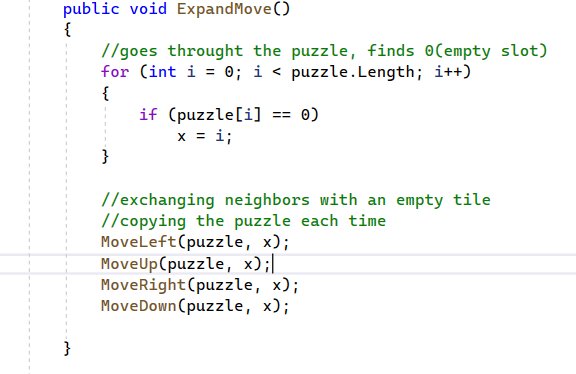 public void ExpandMove()
{
//goes throught the puzzle, finds 0(empty slot)
for (int i = 0; i < puzzle.Length; i++)
{
if (puzzle[i] == 0)
x = i;
}
//exchanging neighbors with an empty tile
//copying the puzzle each time
MoveLeft(puzzle, x);
MoveUp(puzzle, x);
MoveRight(puzzle, x);
MoveDown(puzzle, x);
}